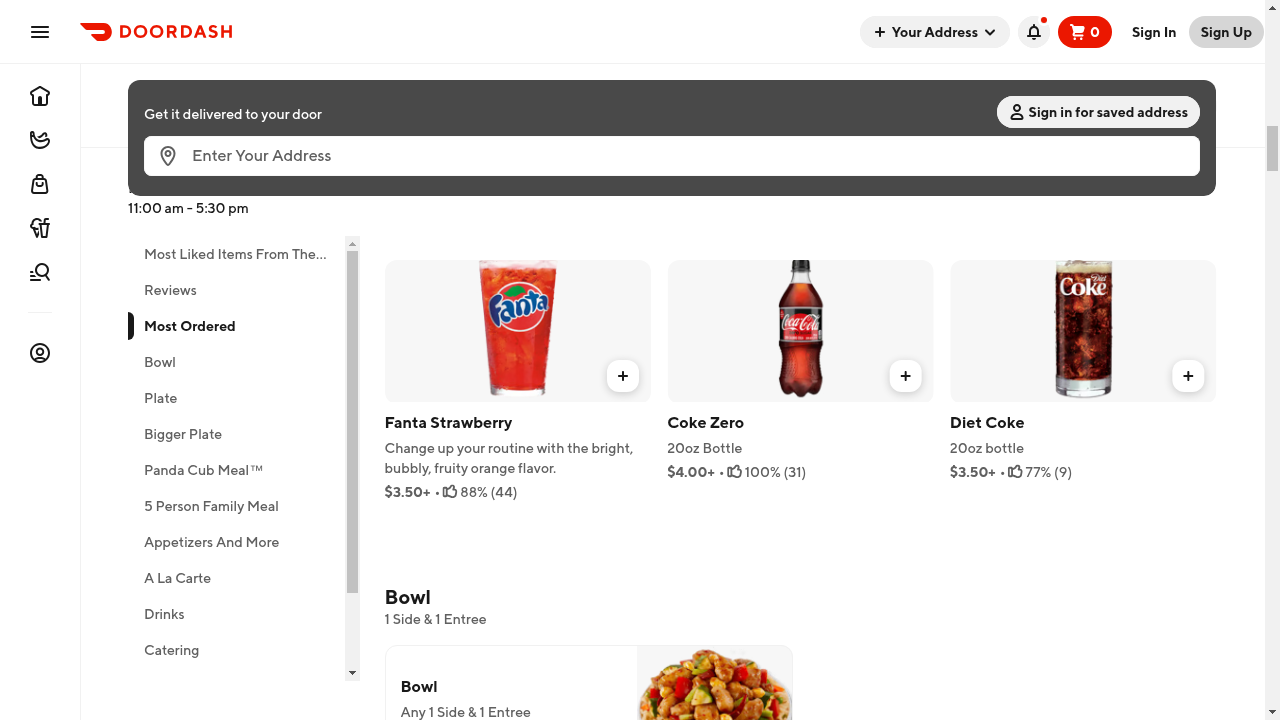 DOORDASH
Your Address
0
Sign In
Sign Up
Get it delivered to your door
Sign in for saved address
Enter Your Address
11:00 am - 5:30 pm
Most Liked Items From The...
Reviews
Most Ordered
Bowl
Plate
Bigger Plate
Panda Cub Meal™
5 Person Family Meal
Appetizers And More
A La Carte
Drinks
Catering
Fanta
Coca-Cola
Diet
Coke
Fanta Strawberry
Change up your routine with the bright,
bubbly, fruity orange flavor.
$3.50+ • 88% (44)
Coke Zero
20oz Bottle
$4.00+ • 100% (31)
Diet Coke
20oz bottle
$3.50+ • 77% (9)
Bowl
1 Side & 1 Entree
Bowl
Any 1 Side & 1 Entree